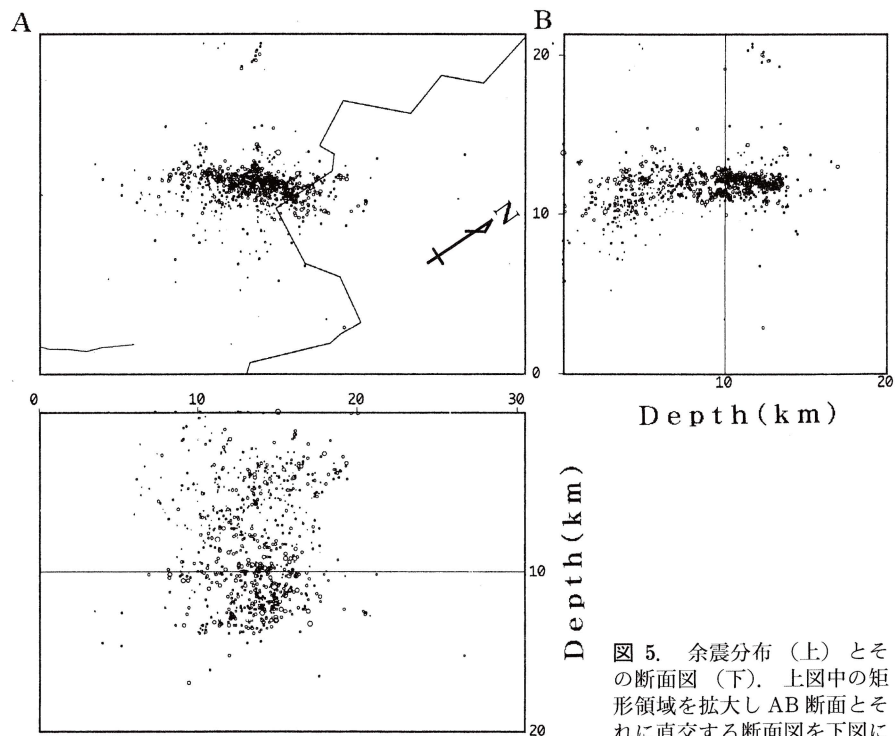 A
B
20
10
0
10
20
Depth(km)
N
0
10
20
30
10
20
Depth(km)
図 5. 余震分布 (上) とそ
の断面図 (下). 上図中の矩
形領域を拡大し AB 断面とそ
れに直交する断面図を下図に